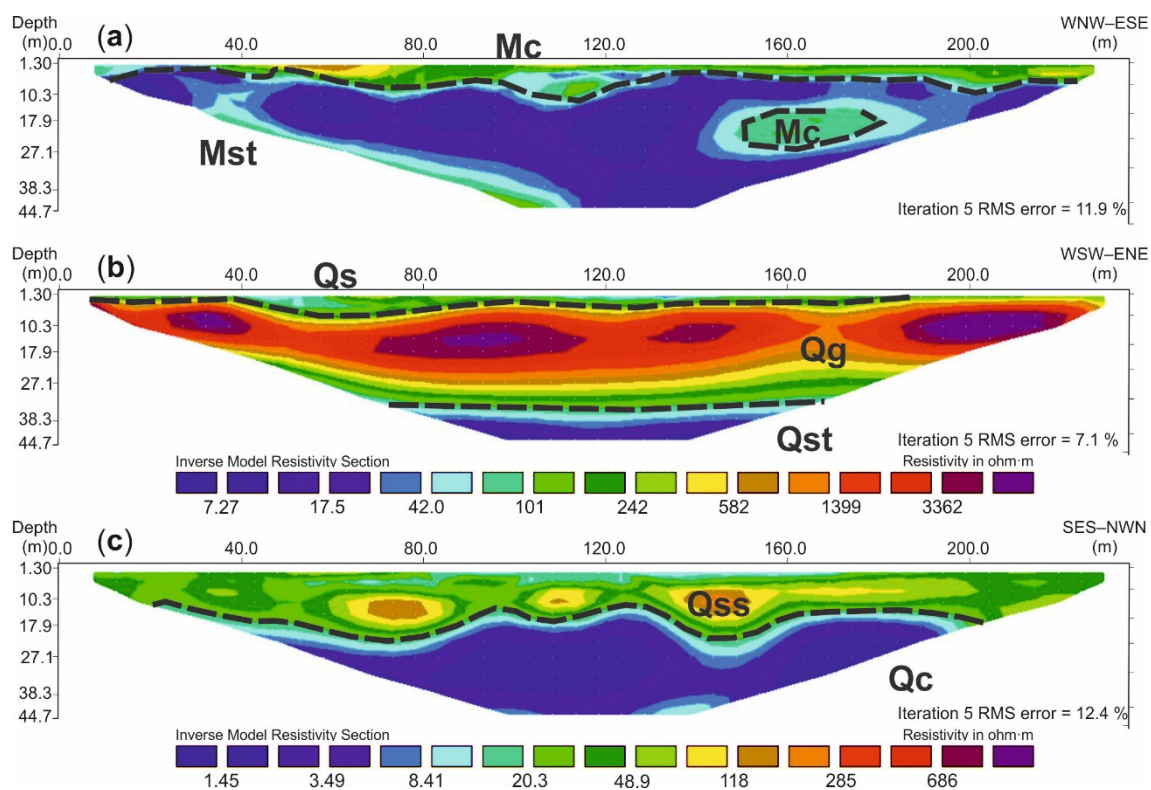 Depth (a) Mc WNW–ESE
(m) 0.0 40.0 80.0 120.0 160.0 200.0 (m)
1.30
10.3
17.9 Mc
27.1 Mst
38.3
44.7 Iteration 5 RMS error = 11.9 %
Depth (b) Qs WSW–ENE
(m) 0.0 40.0 80.0 120.0 160.0 200.0 (m)
1.30
10.3
17.9 Qg
27.1
38.3
44.7 Qst Iteration 5 RMS error = 7.1 %
Inverse Model Resistivity Section Resistivity in ohm·m
7.27 17.5 42.0 101 242 582 1399 3362
Depth (c) SES–NWN
(m) 0.0 40.0 80.0 120.0 160.0 200.0 (m)
1.30
10.3 Qss
17.9
27.1
38.3 Qc
44.7 Iteration 5 RMS error = 12.4 %
Inverse Model Resistivity Section Resistivity in ohm·m
1.45 3.49 8.41 20.3 48.9 118 285 686